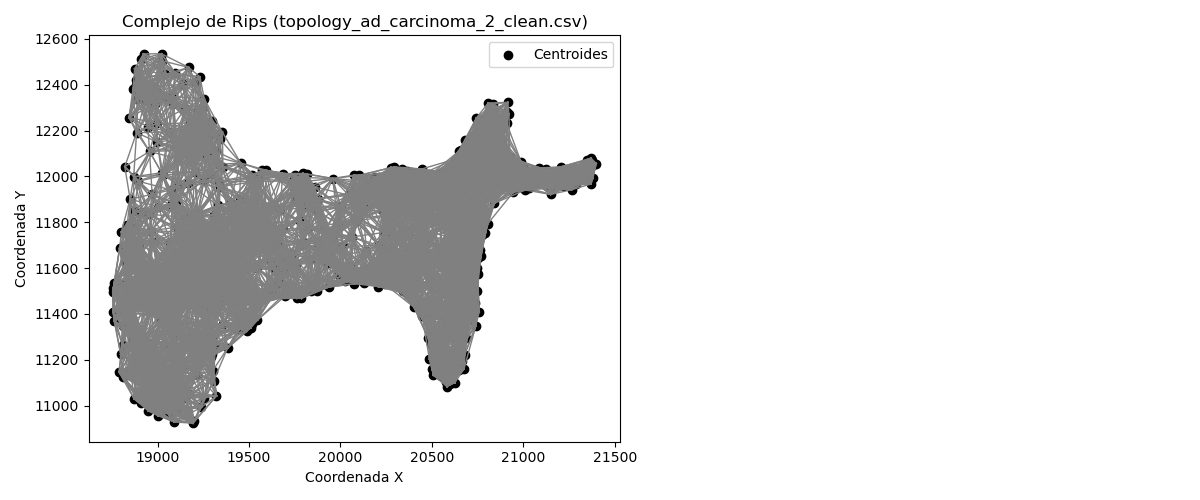 Complejo de Rips (topology_ad_carcinoma_2_clean.csv)
Centroides
12600
12400
12200
12000
11800
11600
11400
11200
11000
Coordenada Y
19000 19500 20000 20500 21000 21500
Coordenada X